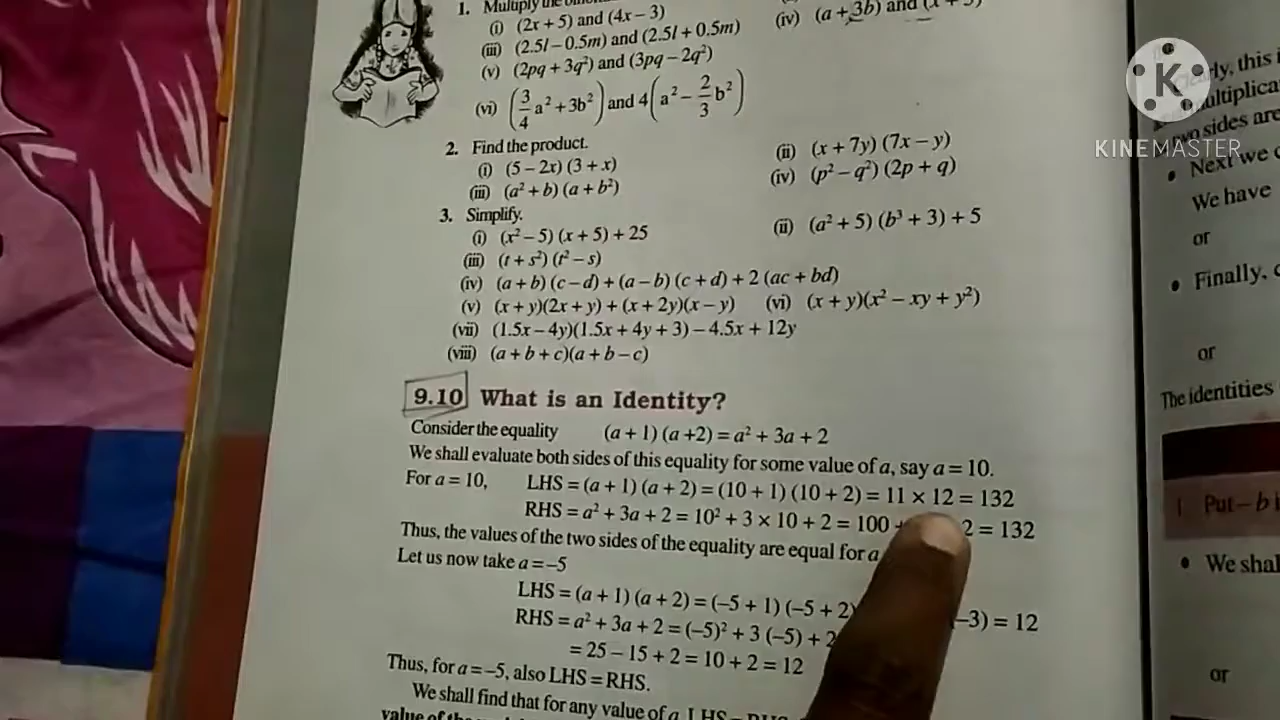 1. Multiply the
(i) (2x + 5) and (4x – 3)
(iii) (2.5l – 0.5m) and (2.5l + 0.5m)
(iv) (a + 3b) and (x + 5)
(v) (2pq + 3q²) and (3pq – 2q²)
(vi) (3/4 a² + 3b²) and 4(a² – 2/3 b²)
2. Find the product.
(i) (5 – 2x) (3 + x)
(ii) (x + 7y) (7x – y)
(iii) (a² + b) (a + b²)
(iv) (p² – q²) (2p + q)
3. Simplify.
(i) (x² – 5) (x + 5) + 25
(ii) (a² + 5) (b³ + 3) + 5
(iii) (t + s²) (t² – s)
(iv) (a + b) (c – d) + (a – b) (c + d) + 2 (ac + bd)
(v) (x + y)(2x + y) + (x + 2y)(x – y) (vi) (x + y)(x² – xy + y²)
(vii) (1.5x – 4y)(1.5x + 4y + 3) – 4.5x + 12y
(viii) (a + b + c)(a + b – c)
9.10 What is an Identity?
Consider the equality (a + 1) (a +2) = a² + 3a + 2
We shall evaluate both sides of this equality for some value of a, say a = 10.
For a = 10, LHS = (a + 1) (a + 2) = (10 + 1) (10 + 2) = 11 × 12 = 132
RHS = a² + 3a + 2 = 10² + 3 × 10 + 2 = 100 + 2 = 132
Thus, the values of the two sides of the equality are equal for a
Let us now take a = –5
LHS = (a + 1) (a + 2) = (–5 + 1) (–5 + 2) –3) = 12
RHS = a² + 3a + 2 = (–5)² + 3 (–5) + 2
= 25 – 15 + 2 = 10 + 2 = 12
Thus, for a = –5, also LHS = RHS.
We shall find that for any value of a, LHS
value of the
KINEMASTER
this
two sides are
• Next we
We have
or
• Finally,
or
The identities
Put – b
• We shal
or